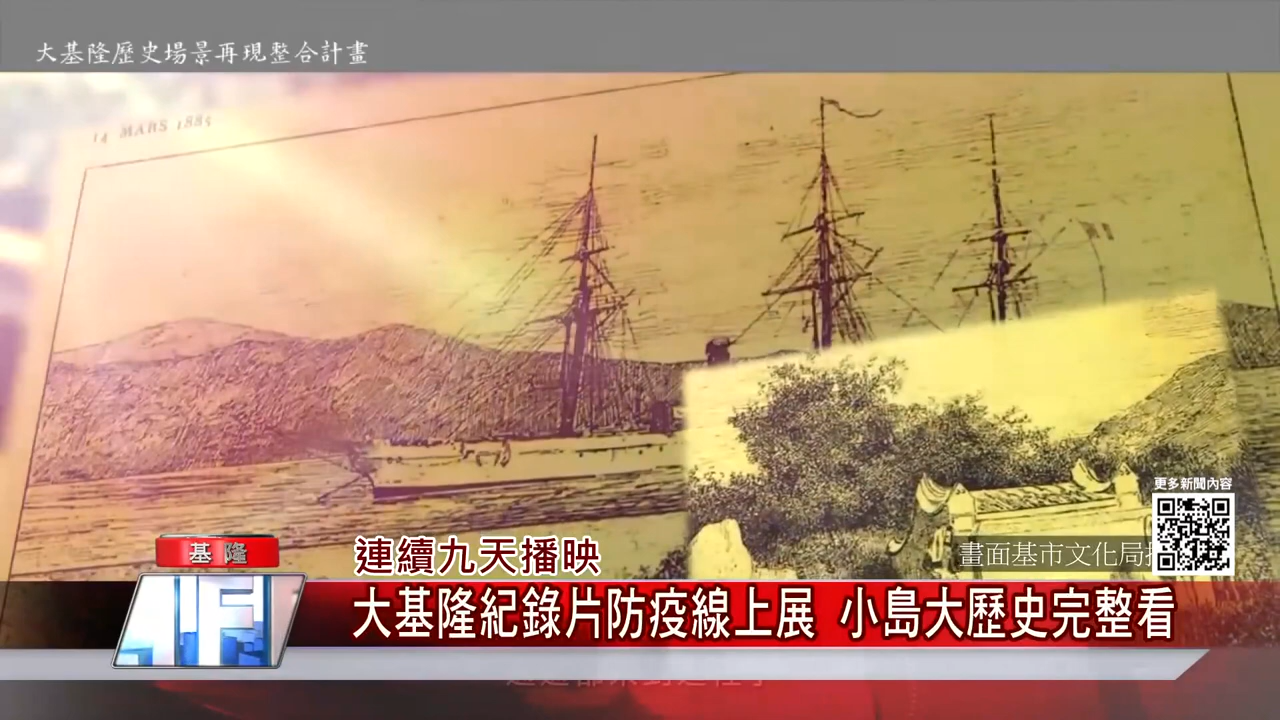 大基隆歷史場景再現整合計畫
14 MARS 1885
更多新聞內容
畫面基市文化局
基隆
連續九天播映
大基隆紀錄片防疫線上展 小島大歷史完整看